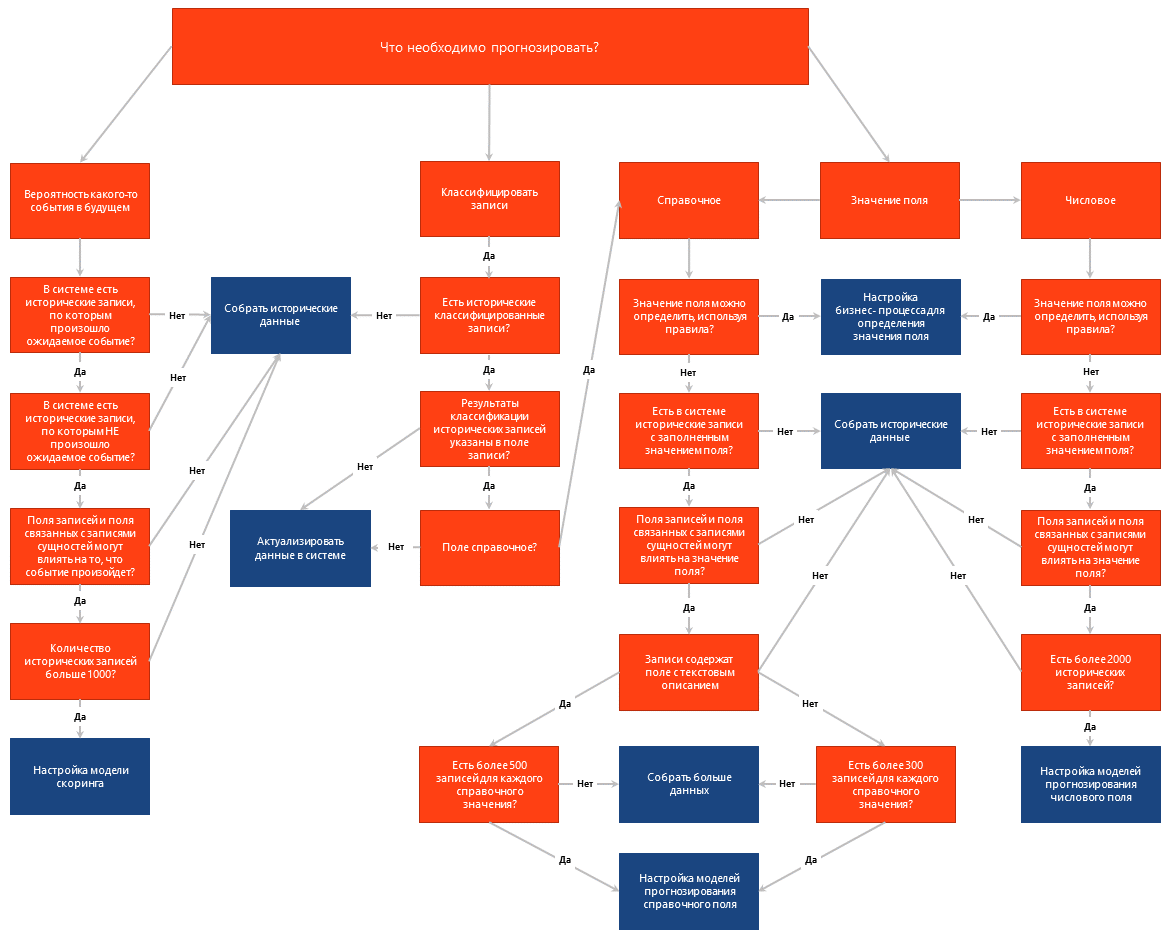 Что необходимо прогнозировать?
Вероятность какого-то
события в будущем
Классифицировать
записи
Справочное
Значение поля
Числовое
Да
В системе есть
исторические записи,
по которым
произошло
ожидаемое событие?
Нет
Собрать исторические
данные
Нет
Есть исторические
классифицированные
записи?
Значение поля можно
определить, используя
правила?
Да
Настройка
бизнес- процесса для
определения
значения поля
Да
Значение поля можно
определить, используя
правила?
Да
Нет
Да
Да
Нет
Нет
В системе есть
исторические записи,
по которым НЕ
произошло
ожидаемое событие?
Результаты
классификации
исторических записей
указаны в поле
записи?
Есть в системе
исторические записи
с заполненным
значением поля?
Нет
Собрать исторические
данные
Нет
Есть в системе
исторические записи
с заполненным
значением поля?
Нет
Нет
Да
Да
Да
Да
Поля записей и поля
связанных с записями
сущностей могут
влиять на то, что
событие произойдет?
Нет
Актуализировать
данные в системе
Нет
Поле справочное?
Поля записей и поля
связанных с записями
сущностей могут
влиять на значение
поля?
Нет
Нет
Поля записей и поля
связанных с записями
сущностей могут
влиять на значение
поля?
Нет
Нет
Да
Да
Да
Количество
исторических записей
больше 1000?
Записи содержат
поле с текстовым
описанием
Есть более 2000
исторических
записей?
Да
Да
Нет
Да
Настройка модели
скоринга
Есть более 500
записей для каждого
справочного
значения?
Нет
Собрать больше
данных
Нет
Есть более 300
записей для каждого
справочного
значения?
Настройка моделей
прогнозирования
числового поля
Да
Да
Настройка моделей
прогнозирования
справочного поля